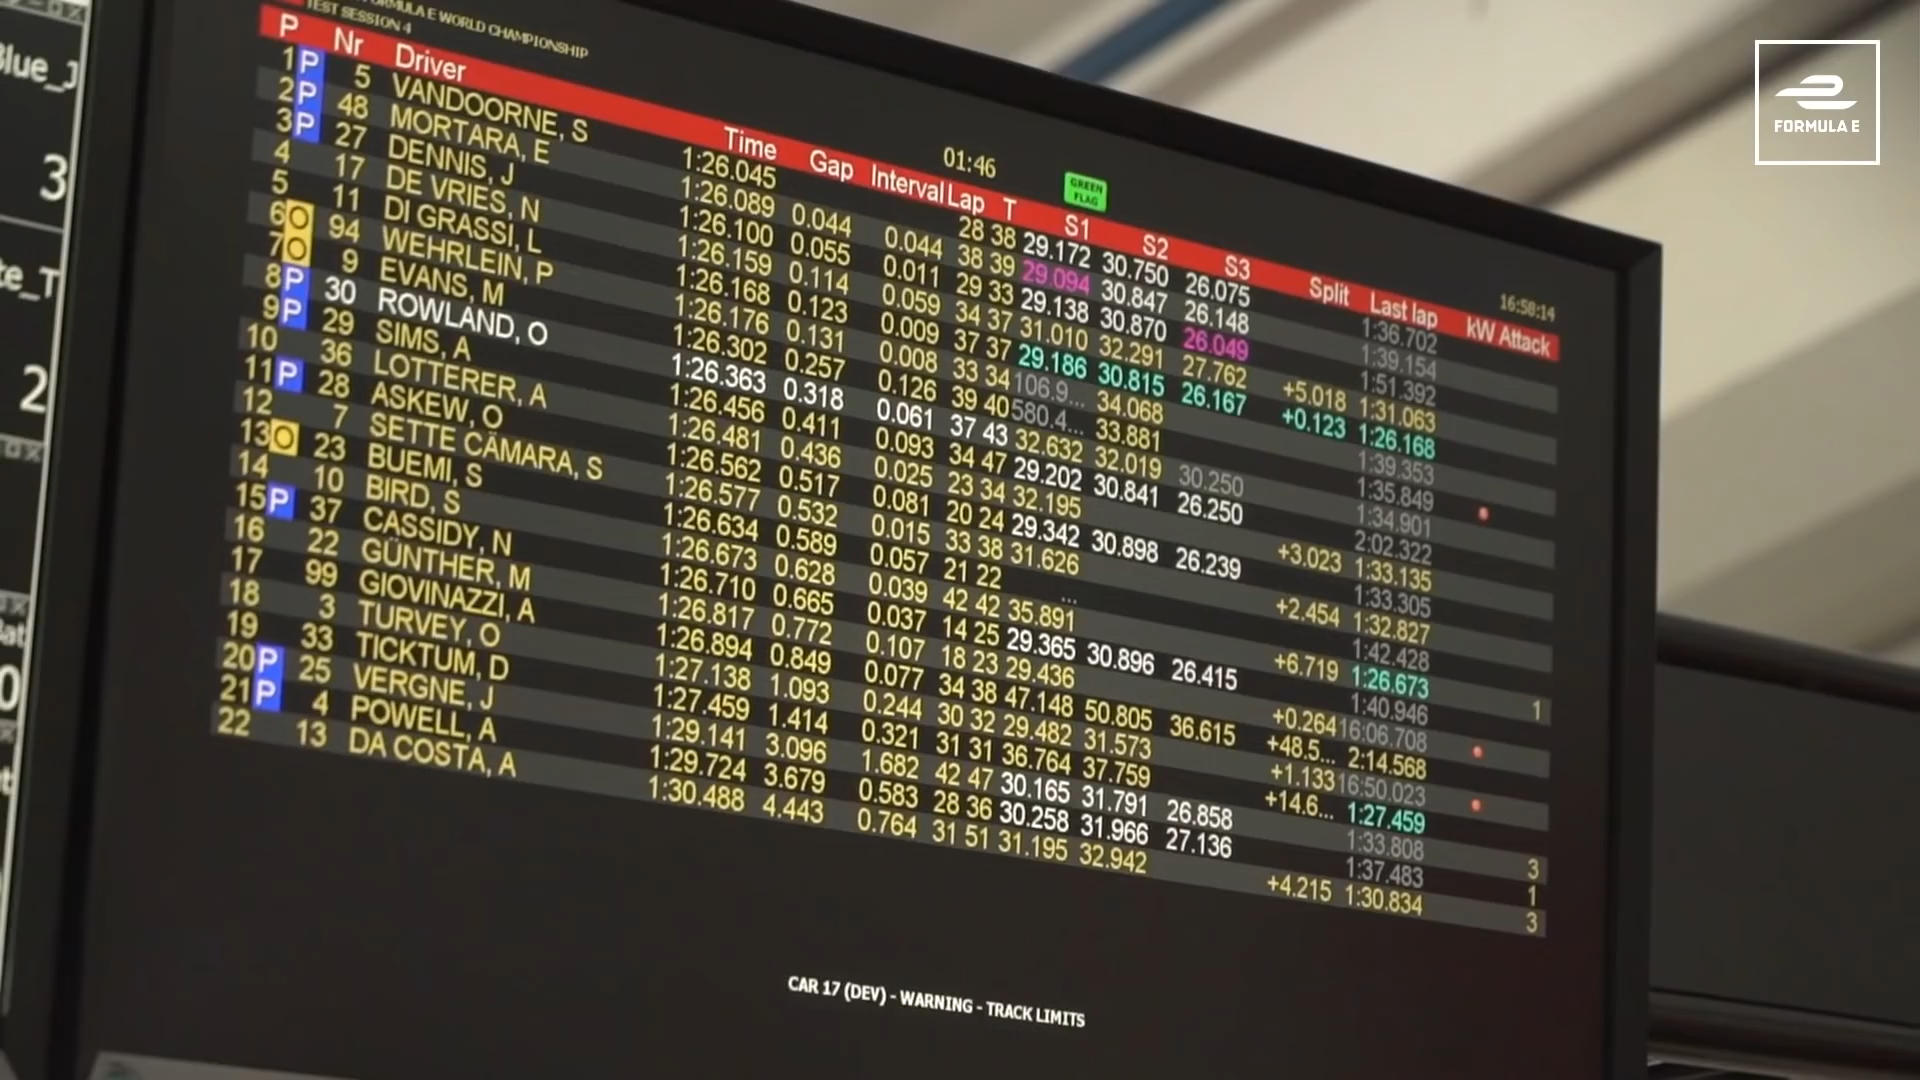 FORMULA E WORLD CHAMPIONSHIP
TEST SESSION 4
01:46
GREEN FLAG
16:58:14
P Nr Driver Time Gap Interval Lap T S1 S2 S3 Split Last lap kW Attack
1 P 5 VANDOORNE, S 1:26.045 28 38 29.172 30.750 26.075 1:36.702
2 P 48 MORTARA, E 1:26.089 0.044 0.044 38 39 29.094 30.847 26.148 1:39.154
3 P 27 DENNIS, J 1:26.100 0.055 0.011 29 33 29.138 30.870 26.049 1:51.392
4 17 DE VRIES, N 1:26.159 0.114 0.059 34 37 31.010 32.291 27.762 +5.018 1:31.063
5 11 DI GRASSI, L 1:26.168 0.123 0.009 37 37 29.186 30.815 26.167 +0.123 1:26.168
6 O 94 WEHRLEIN, P 1:26.176 0.131 0.008 33 34 106.9... 34.068 1:39.353
7 O 9 EVANS, M 1:26.302 0.257 0.126 39 40 580.4... 33.881 1:35.849
8 P 30 ROWLAND, O 1:26.363 0.318 0.061 37 43 32.632 32.019 30.250 1:34.901
9 P 29 SIMS, A 1:26.456 0.411 0.093 34 47 29.202 30.841 26.250 2:02.322
10 36 LOTTERER, A 1:26.481 0.436 0.025 23 34 32.195 +3.023 1:33.135
11 P 28 ASKEW, O 1:26.562 0.517 0.081 20 24 29.342 30.898 26.239 1:33.305
12 7 SETTE CÂMARA, S 1:26.577 0.532 0.015 33 38 31.626 +2.454 1:32.827
13 O 23 BUEMI, S 1:26.634 0.589 0.057 21 22 ... 1:42.428
14 10 BIRD, S 1:26.673 0.628 0.039 42 42 35.891 +6.719 1:26.673 1
15 P 37 CASSIDY, N 1:26.710 0.665 0.037 14 25 29.365 30.896 26.415 1:40.946
16 22 GÜNTHER, M 1:26.817 0.772 0.107 18 23 29.436 +0.264 16:06.708
17 99 GIOVINAZZI, A 1:26.894 0.849 0.077 34 38 47.148 50.805 36.615 +48.5... 2:14.568
18 3 TURVEY, O 1:27.138 1.093 0.244 30 32 29.482 31.573 +1.133 16:50.023
19 33 TICKTUM, D 1:27.459 1.414 0.321 31 31 36.764 37.759 +14.6... 1:27.459
20 P 25 VERGNE, J 1:29.141 3.096 1.682 42 47 30.165 31.791 26.858 1:33.808 3
21 P 4 POWELL, A 1:29.724 3.679 0.583 28 36 30.258 31.966 27.136 1:37.483 1
22 13 DA COSTA, A 1:30.488 4.443 0.764 31 51 31.195 32.942 +4.215 1:30.834 3
CAR 17 (DEV) - WARNING - TRACK LIMITS
FORMULA E